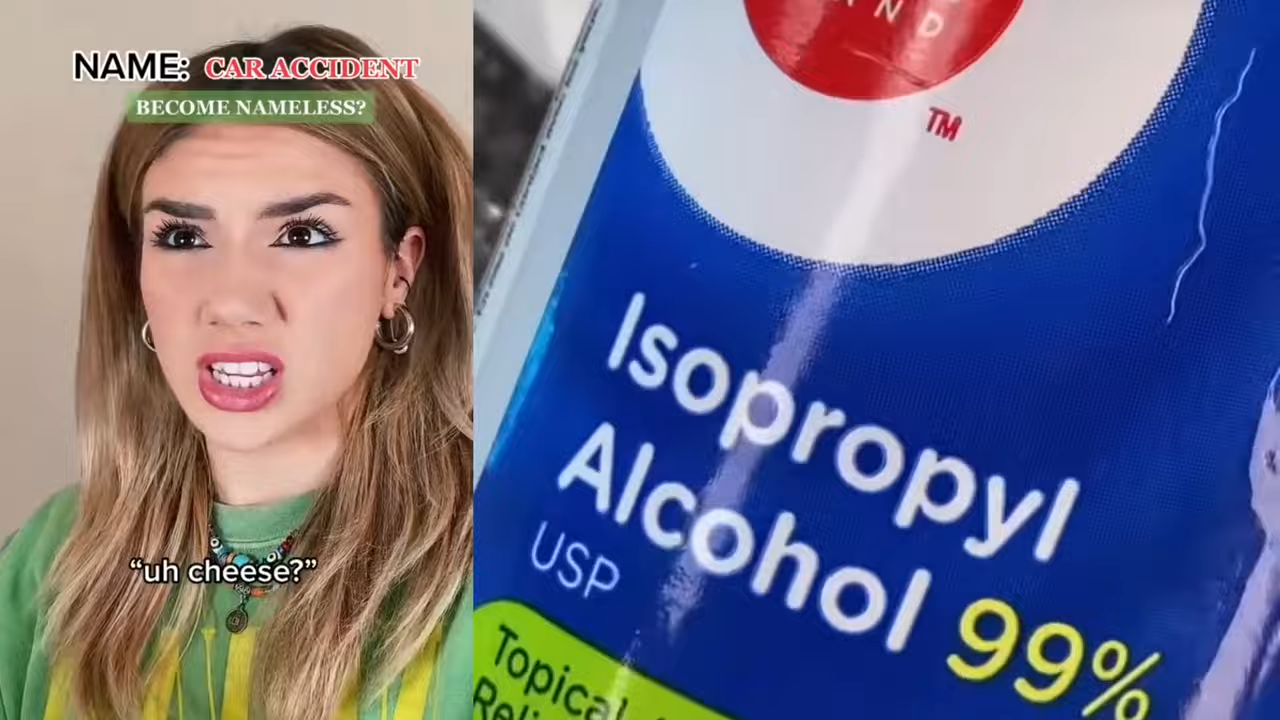 NAME: CAR ACCIDENT
BECOME NAMELESS?
“uh cheese?”
TM
Isopropyl
Alcohol 99%
USP
Topical